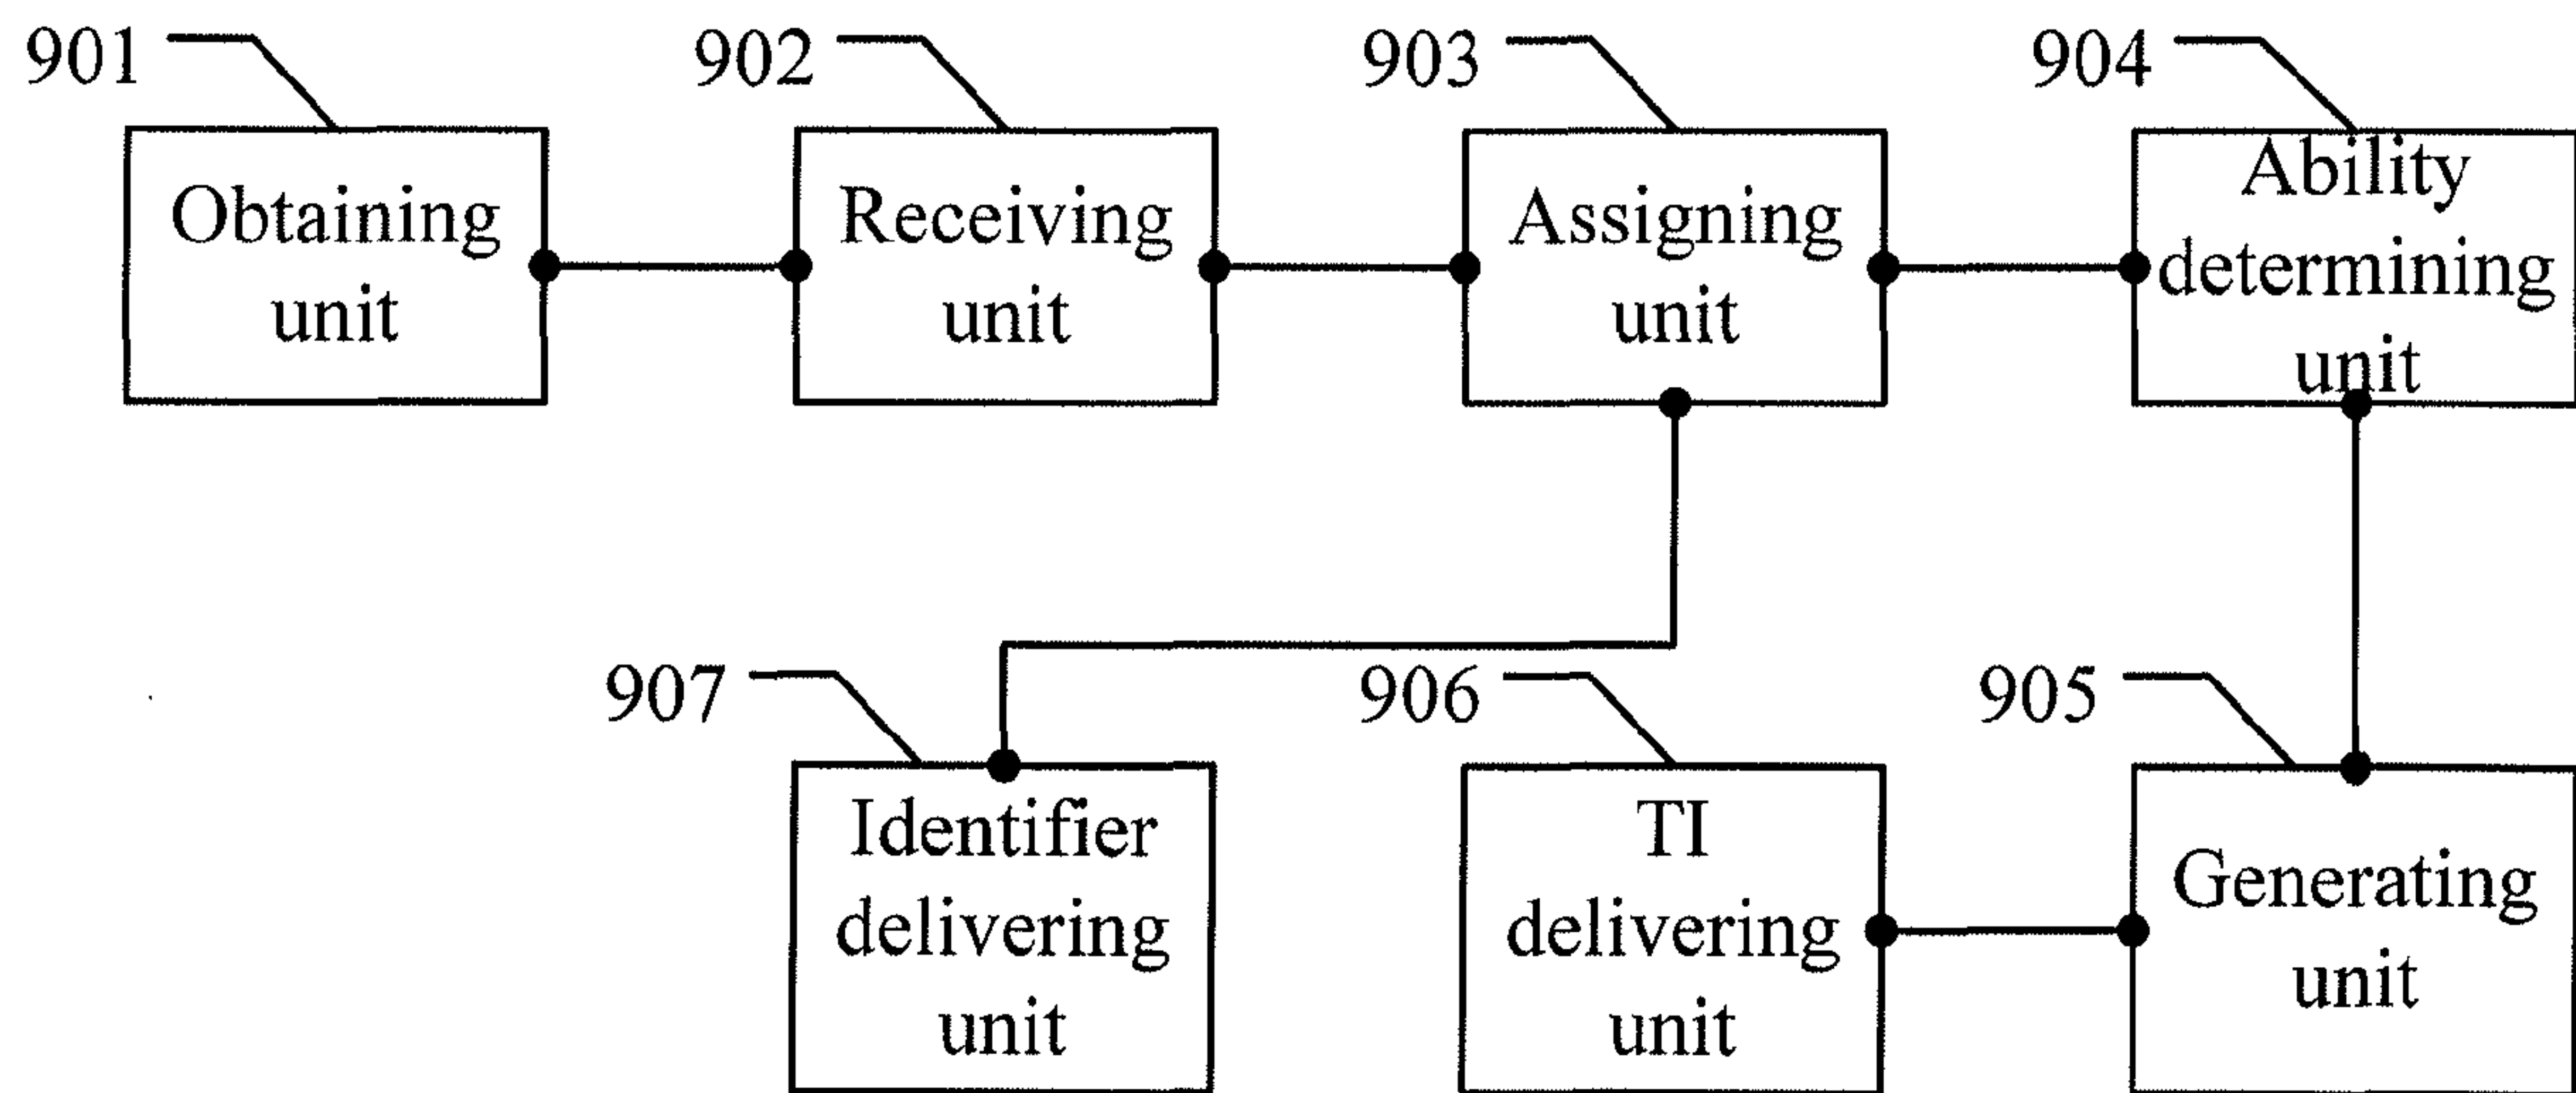 901
902
903
904
Obtaining
unit
Receiving
unit
Assigning
unit
Ability
determining
unit
907
906
905
Identifier
delivering
unit
TI
delivering
unit
Generating
unit